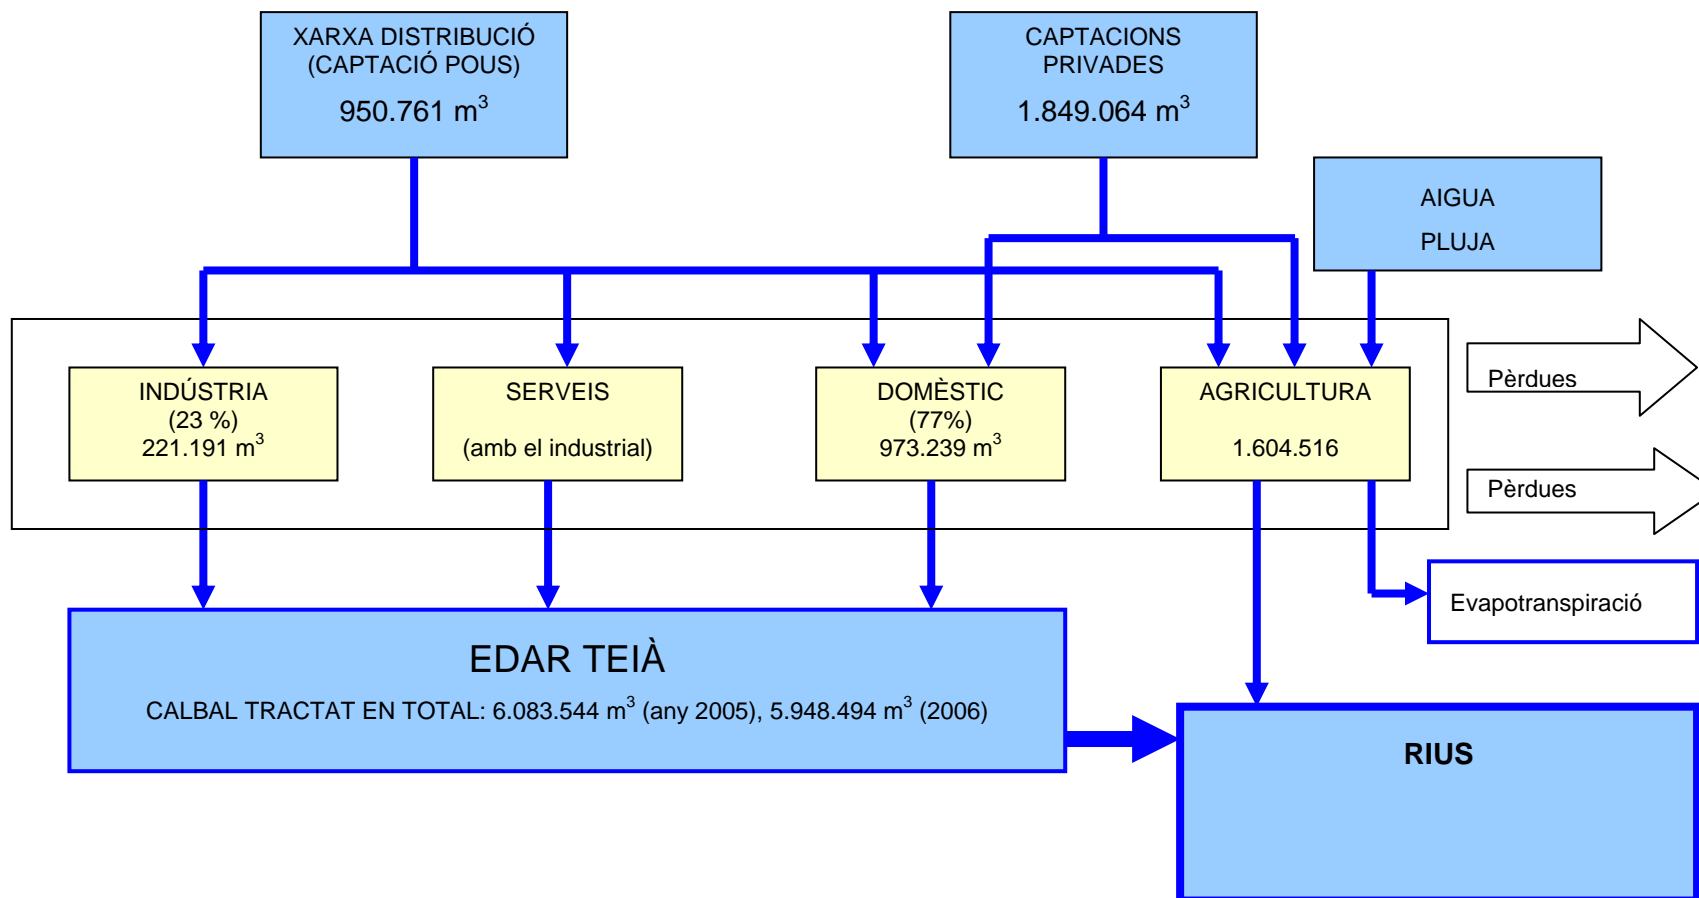 XARXA DISTRIBUCIÓ
(CAPTACIÓ POUS)
950.761 m³
CAPTACIONS
PRIVADES
1.849.064 m³
AIGUA
PLUJA
INDÚSTRIA
(23 %)
221.191 m³
SERVEIS
(amb el industrial)
DOMÈSTIC
(77%)
973.239 m³
AGRICULTURA
1.604.516
Pèrdues
Pèrdues
Evapotranspiració
EDAR TEIÀ
CALBAL TRACTAT EN TOTAL: 6.083.544 m³ (any 2005), 5.948.494 m³ (2006)
RIUS